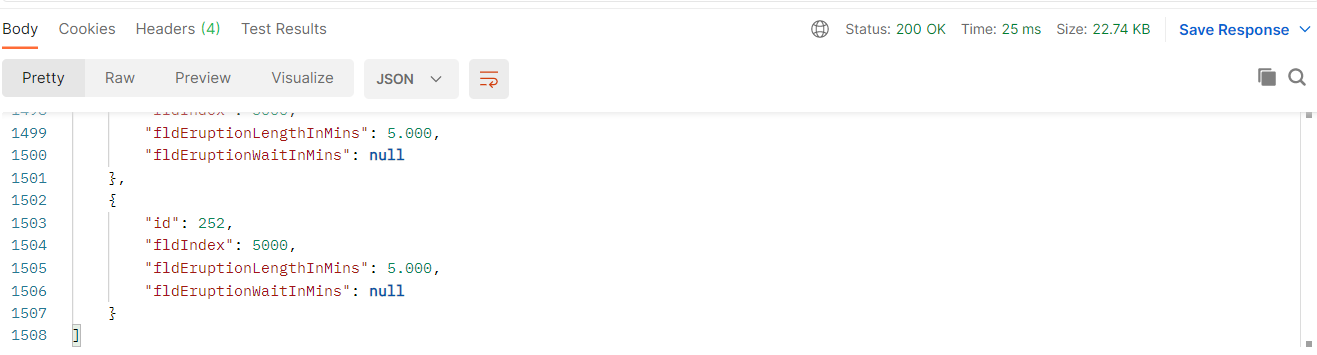 Body Cookies Headers (4) Test Results Status: 200 OK Time: 25 ms Size: 22.74 KB Save Response
Pretty Raw Preview Visualize JSON
1499 "fldEruptionLengthInMins": 5.000,
1500 "fldEruptionWaitInMins": null
1501 },
1502 {
1503 "id": 252,
1504 "fldIndex": 5000,
1505 "fldEruptionLengthInMins": 5.000,
1506 "fldEruptionWaitInMins": null
1507 }
1508 ]